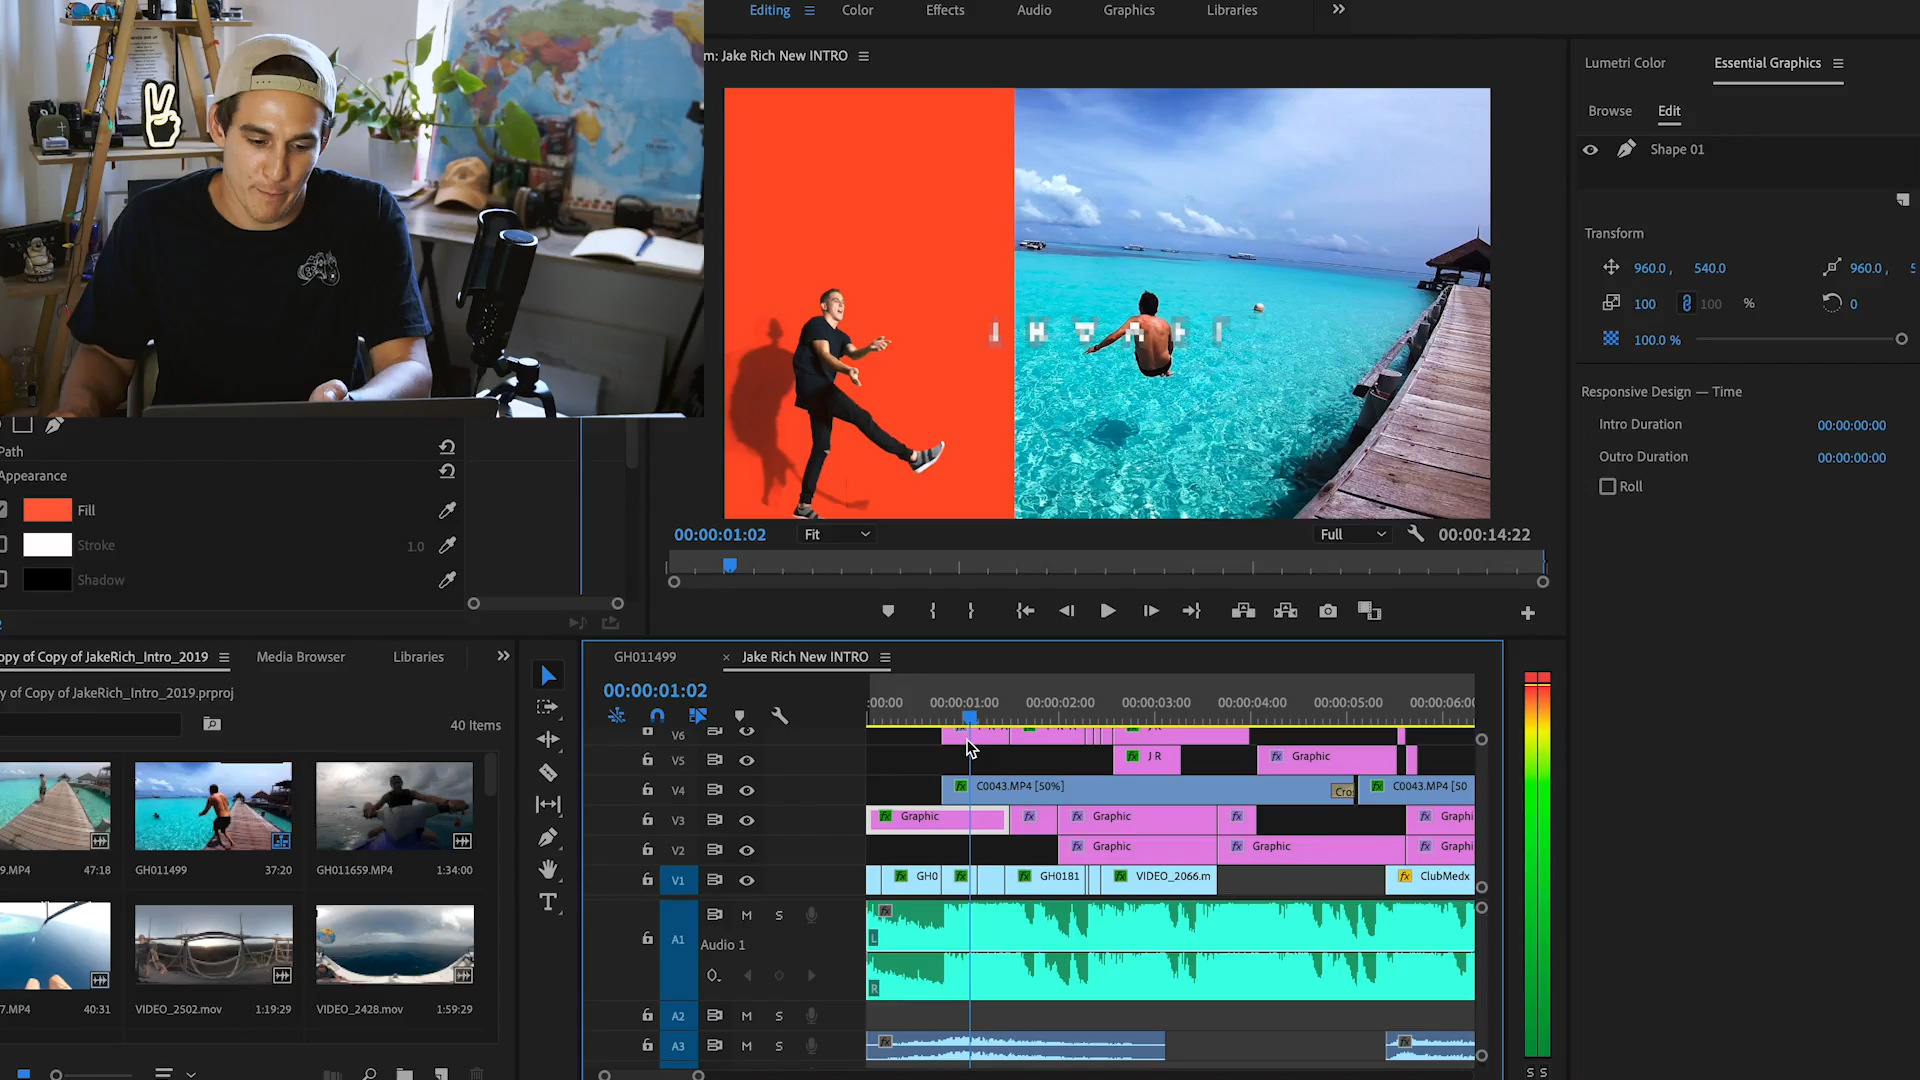 Editing
Color
Effects
Audio
Graphics
Libraries
m: Jake Rich New INTRO
Lumetri Color
Essential Graphics
Browse
Edit
Shape 01
Transform
960.0 ,
540.0
960.0 ,
100
100
%
0
100.0 %
Responsive Design — Time
Intro Duration
00:00:00:00
Outro Duration
00:00:00:00
Roll
Path
Appearance
Fill
Stroke
1.0
Shadow
00:00:01:02
Fit
Full
00:00:14:22
opy of Copy of JakeRich_Intro_2019
Media Browser
Libraries
y of Copy of JakeRich_Intro_2019.prproj
40 Items
9.MP4
47:18
GH011499
37:20
GH011659.MP4
1:34:00
7.MP4
40:31
VIDEO_2502.mov
1:19:29
VIDEO_2428.mov
1:59:29
GH011499
× Jake Rich New INTRO
00:00:01:02
:00:00
00:00:01:00
00:00:02:00
00:00:03:00
00:00:04:00
00:00:05:00
00:00:06:0
V6
V5
J R
Graphic
V4
C0043.MP4 [50%]
Cro
C0043.MP4 [50
V3
Graphic
Graphic
Graphi
V2
Graphic
Graphic
Graphi
V1
GH0
GH0181
VIDEO_2066.m
ClubMedx
A1
M
S
Audio 1
L
R
A2
M
S
A3
M
S
S S